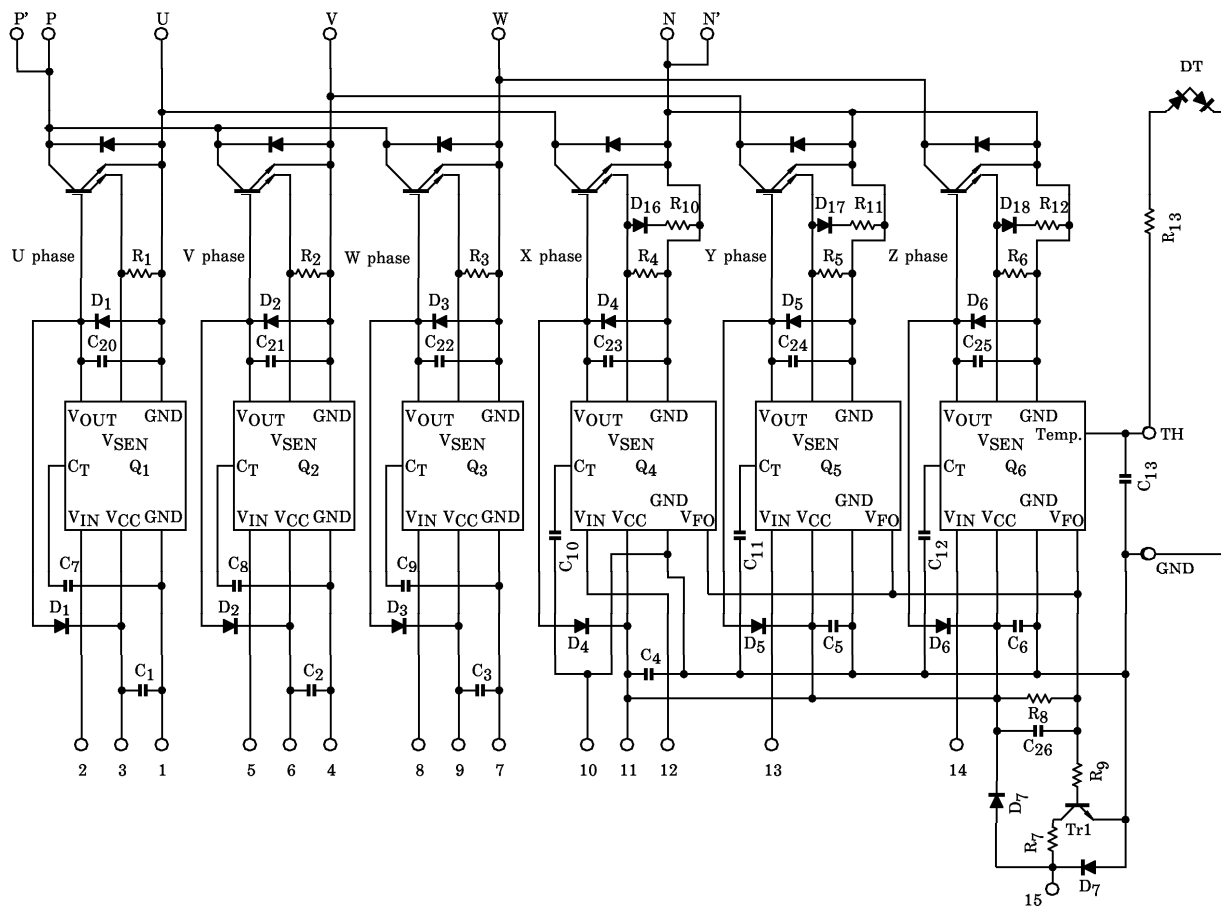 P' P U V W N N'
DT
D16 R10 D17 R11 D18 R12
R13
U phase R1 V phase R2 W phase R3 X phase R4 Y phase R5 Z phase R6
D1 D2 D3 D4 D5 D6
C20 C21 C22 C23 C24 C25
VOUT GND VOUT GND VOUT GND VOUT GND VOUT GND VOUT GND
VSEN VSEN VSEN VSEN VSEN VSEN Temp. TH
CT Q1 CT Q2 CT Q3 CT Q4 CT Q5 CT Q6 C13
GND GND GND
VIN VCC GND VIN VCC GND VIN VCC GND VIN VCC VFO VIN VCC VFO VIN VCC VFO
C7 C8 C9 C10 C11 C12 GND
D1 D2 D3 D4 D5 C5 D6 C6
C1 C2 C3 C4
R8
C26
2 3 1 5 6 4 8 9 7 10 11 12 13 14
R9
D7 Tr1
R7
D7
15